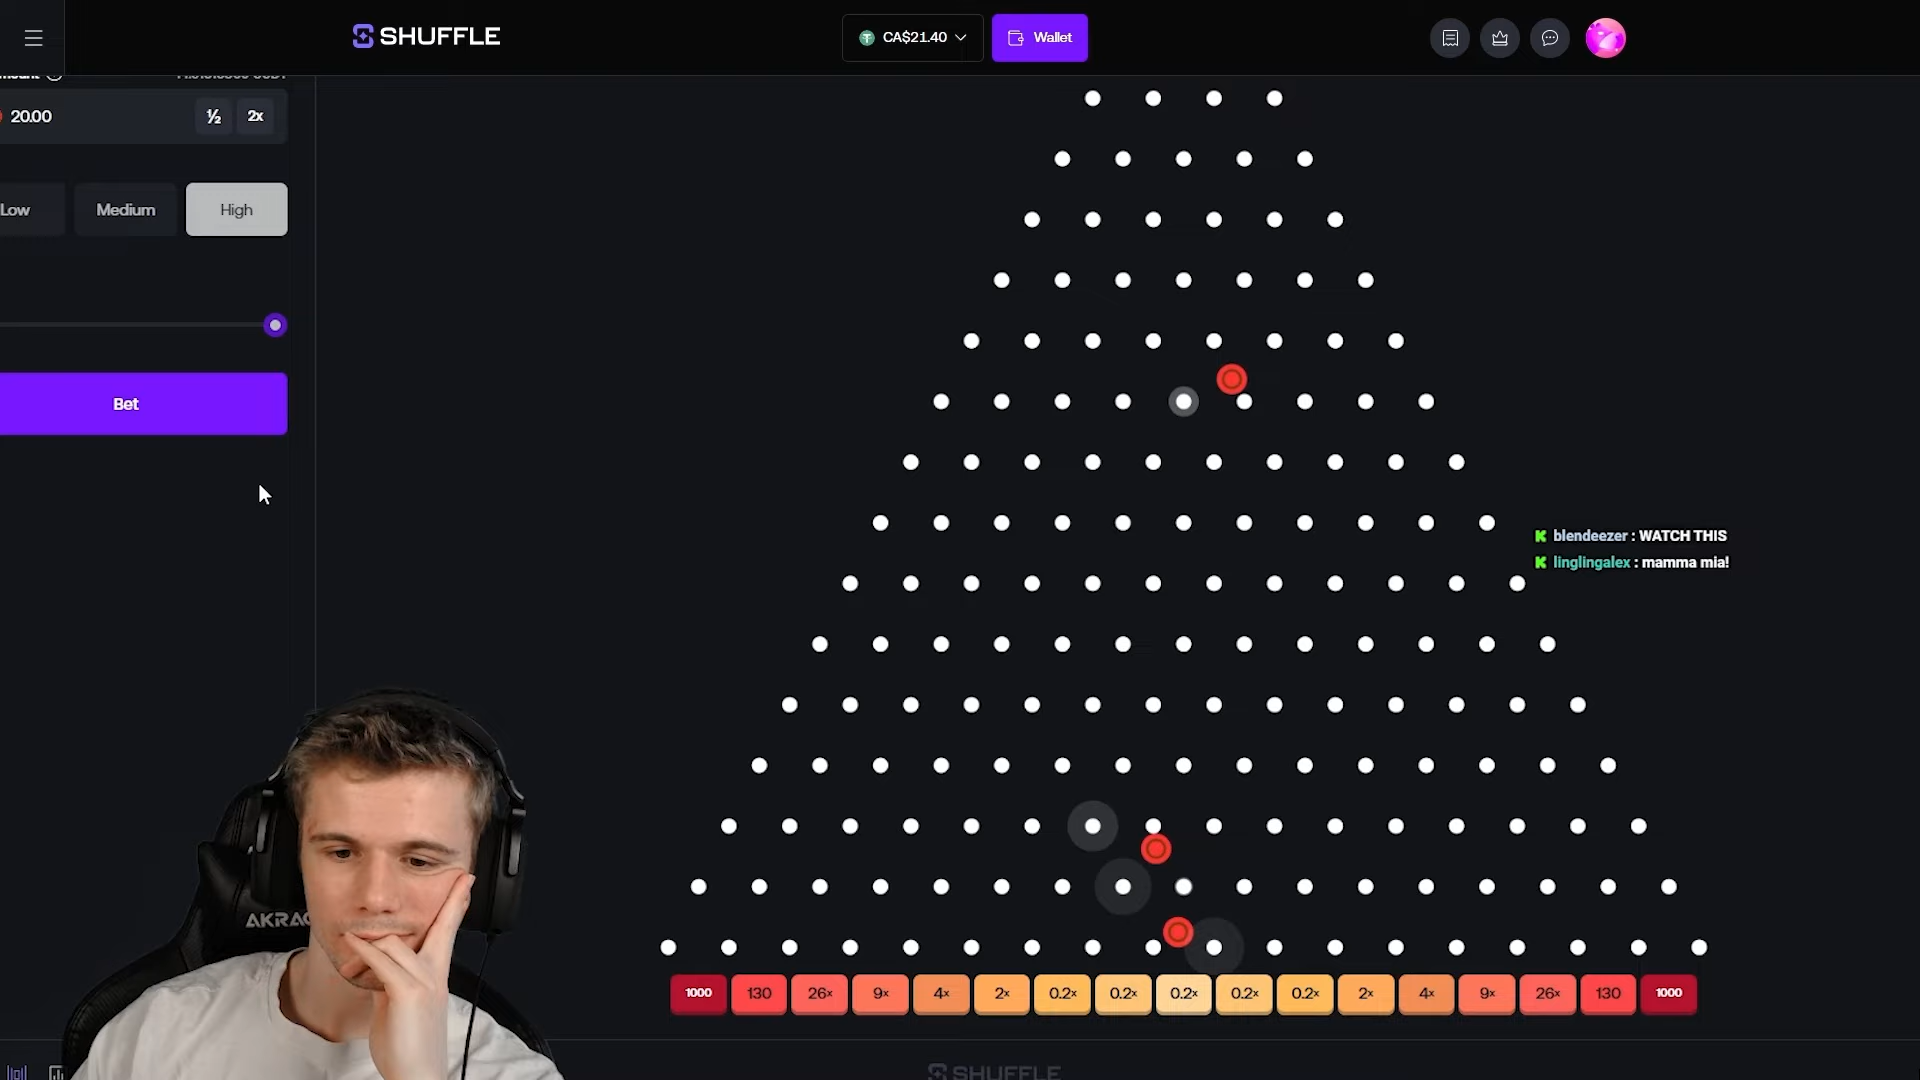 SHUFFLE
CA$21.40
Wallet
20.00
½
2x
Low
Medium
High
Bet
blendeezer : WATCH THIS
linglingalex : mamma mia!
AKRAC
1000 130 26x 9x 4x 2x 0.2x 0.2x 0.2x 0.2x 0.2x 2x 4x 9x 26x 130 1000
SHUFFLE